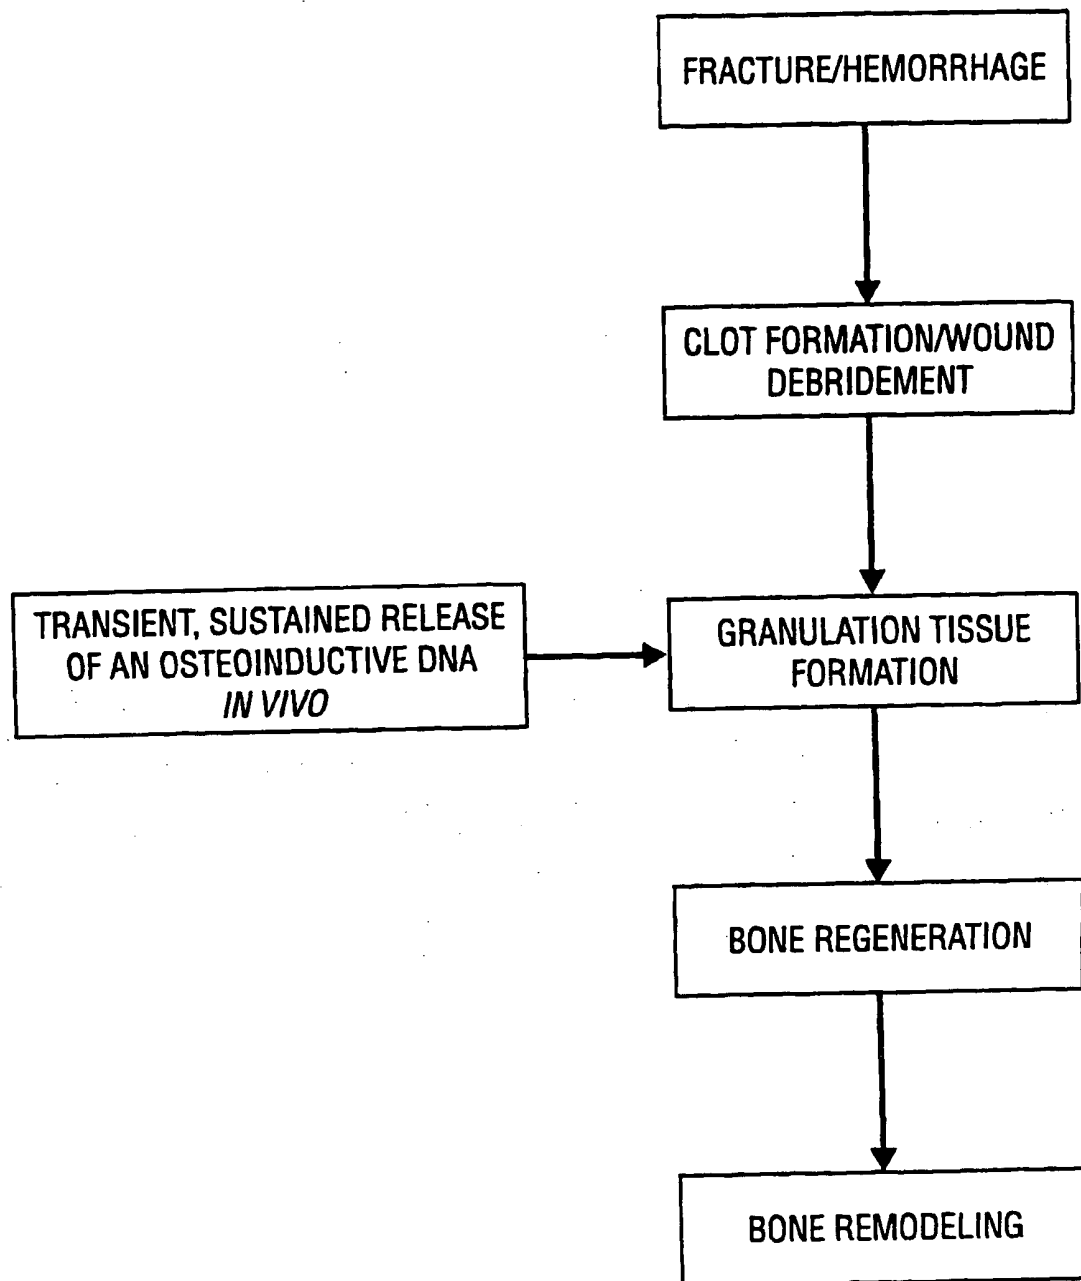 FRACTURE/HEMORRHAGE
CLOT FORMATION/WOUND
DEBRIDEMENT
TRANSIENT, SUSTAINED RELEASE
OF AN OSTEOINDUCTIVE DNA
IN VIVO
GRANULATION TISSUE
FORMATION
BONE REGENERATION
BONE REMODELING